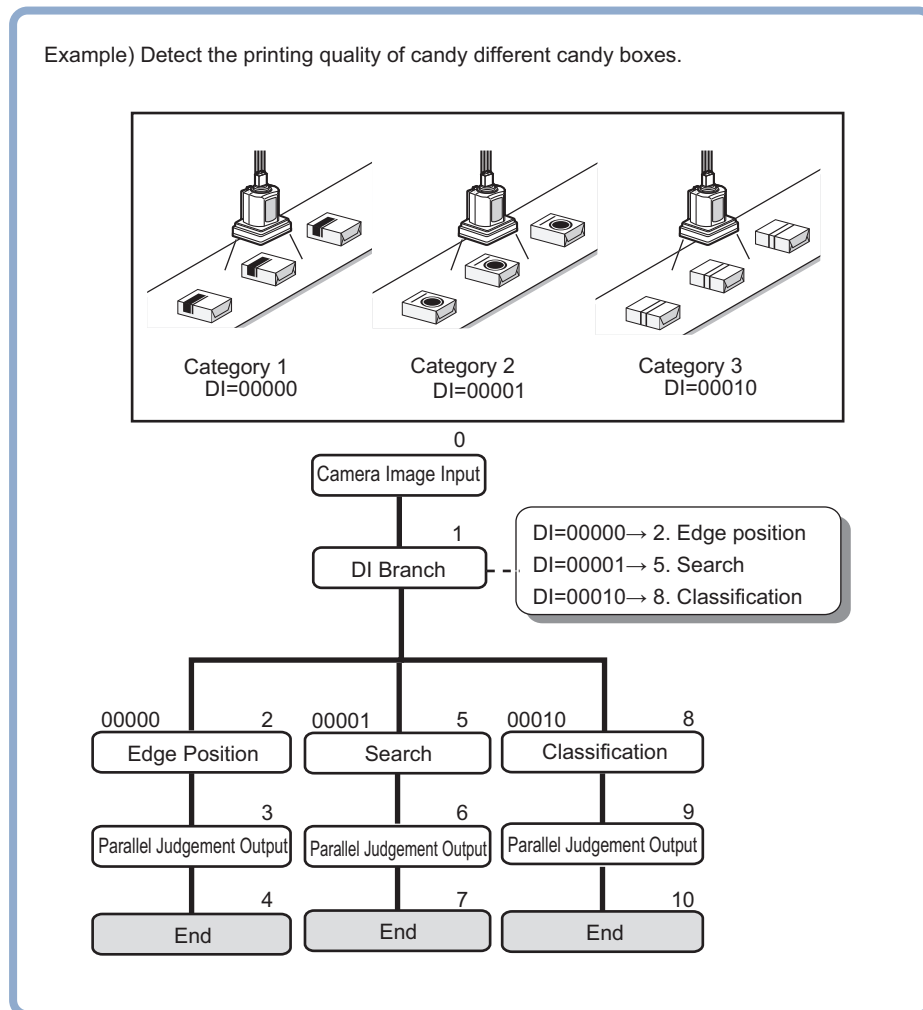 Example) Detect the printing quality of candy different candy boxes.
Category 1
DI=00000
Category 2
DI=00001
Category 3
DI=00010
0
Camera Image Input
1
DI Branch
DI=00000→ 2. Edge position
DI=00001→ 5. Search
DI=00010→ 8. Classification
00000 2
Edge Position
00001 5
Search
00010 8
Classification
3
Parallel Judgement Output
6
Parallel Judgement Output
9
Parallel Judgement Output
4
End
7
End
10
End